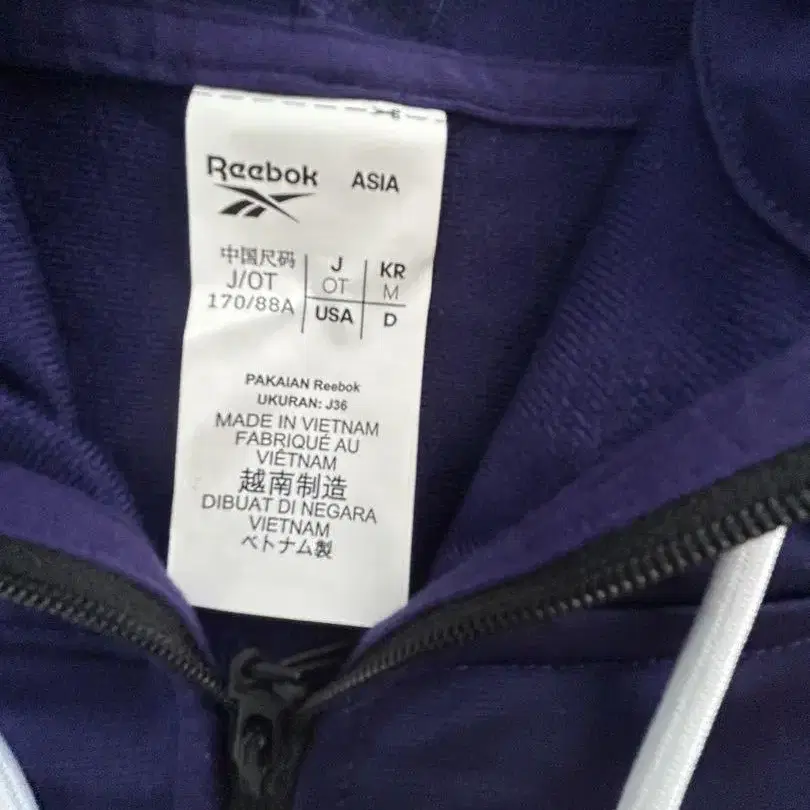 Reebok ASIA
中国尺码
J/OT
170/88A
J
OT
KR
M
USA
D
PAKAIAN Reebok
UKURAN: J36
MADE IN VIETNAM
FABRIQUÉ AU
VIÊTNAM
越南制造
DIBUAT DI NEGARA
VIETNAM
ベトナム製